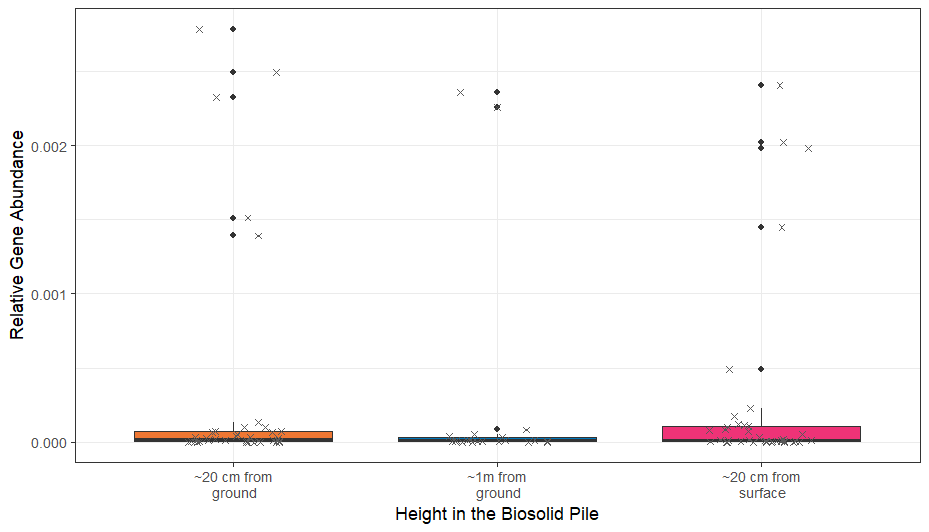 Relative Gene Abundance
0.002
0.001
0.000
~20 cm from
ground
~1m from
ground
~20 cm from
surface
Height in the Biosolid Pile